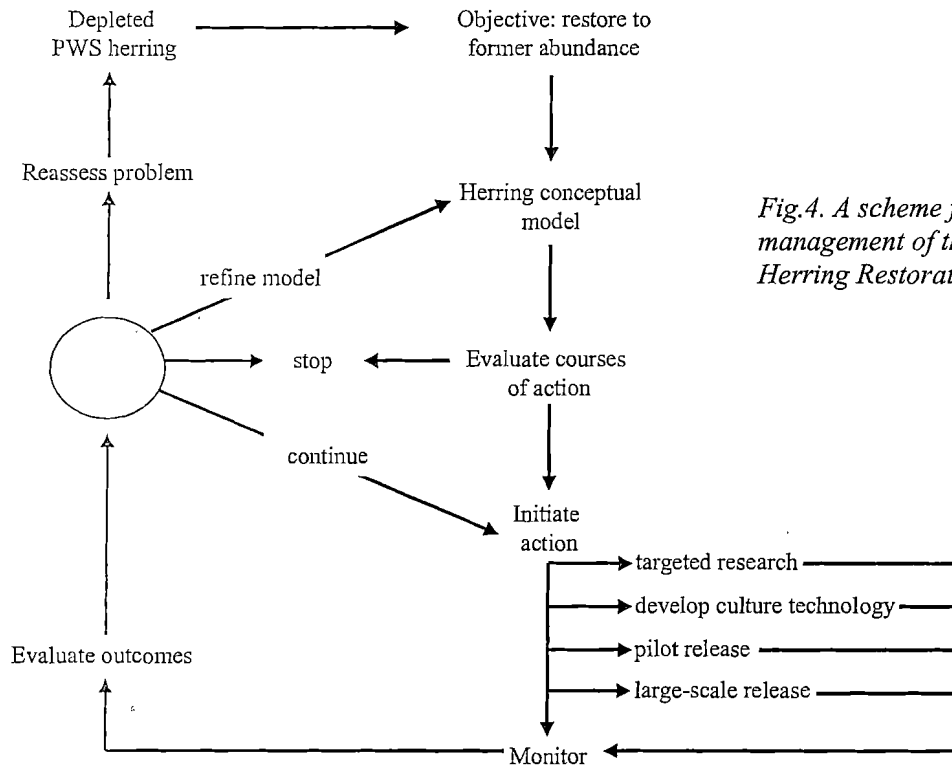 Depleted
PWS herring
Objective: restore to
former abundance
Reassess problem
Herring conceptual
model
Fig.4. A scheme
management of
Herring
refine model
stop
Evaluate courses
of action
continue
Initiate
action
targeted research
develop culture technology
pilot release
large-scale release
Evaluate outcomes
Monitor